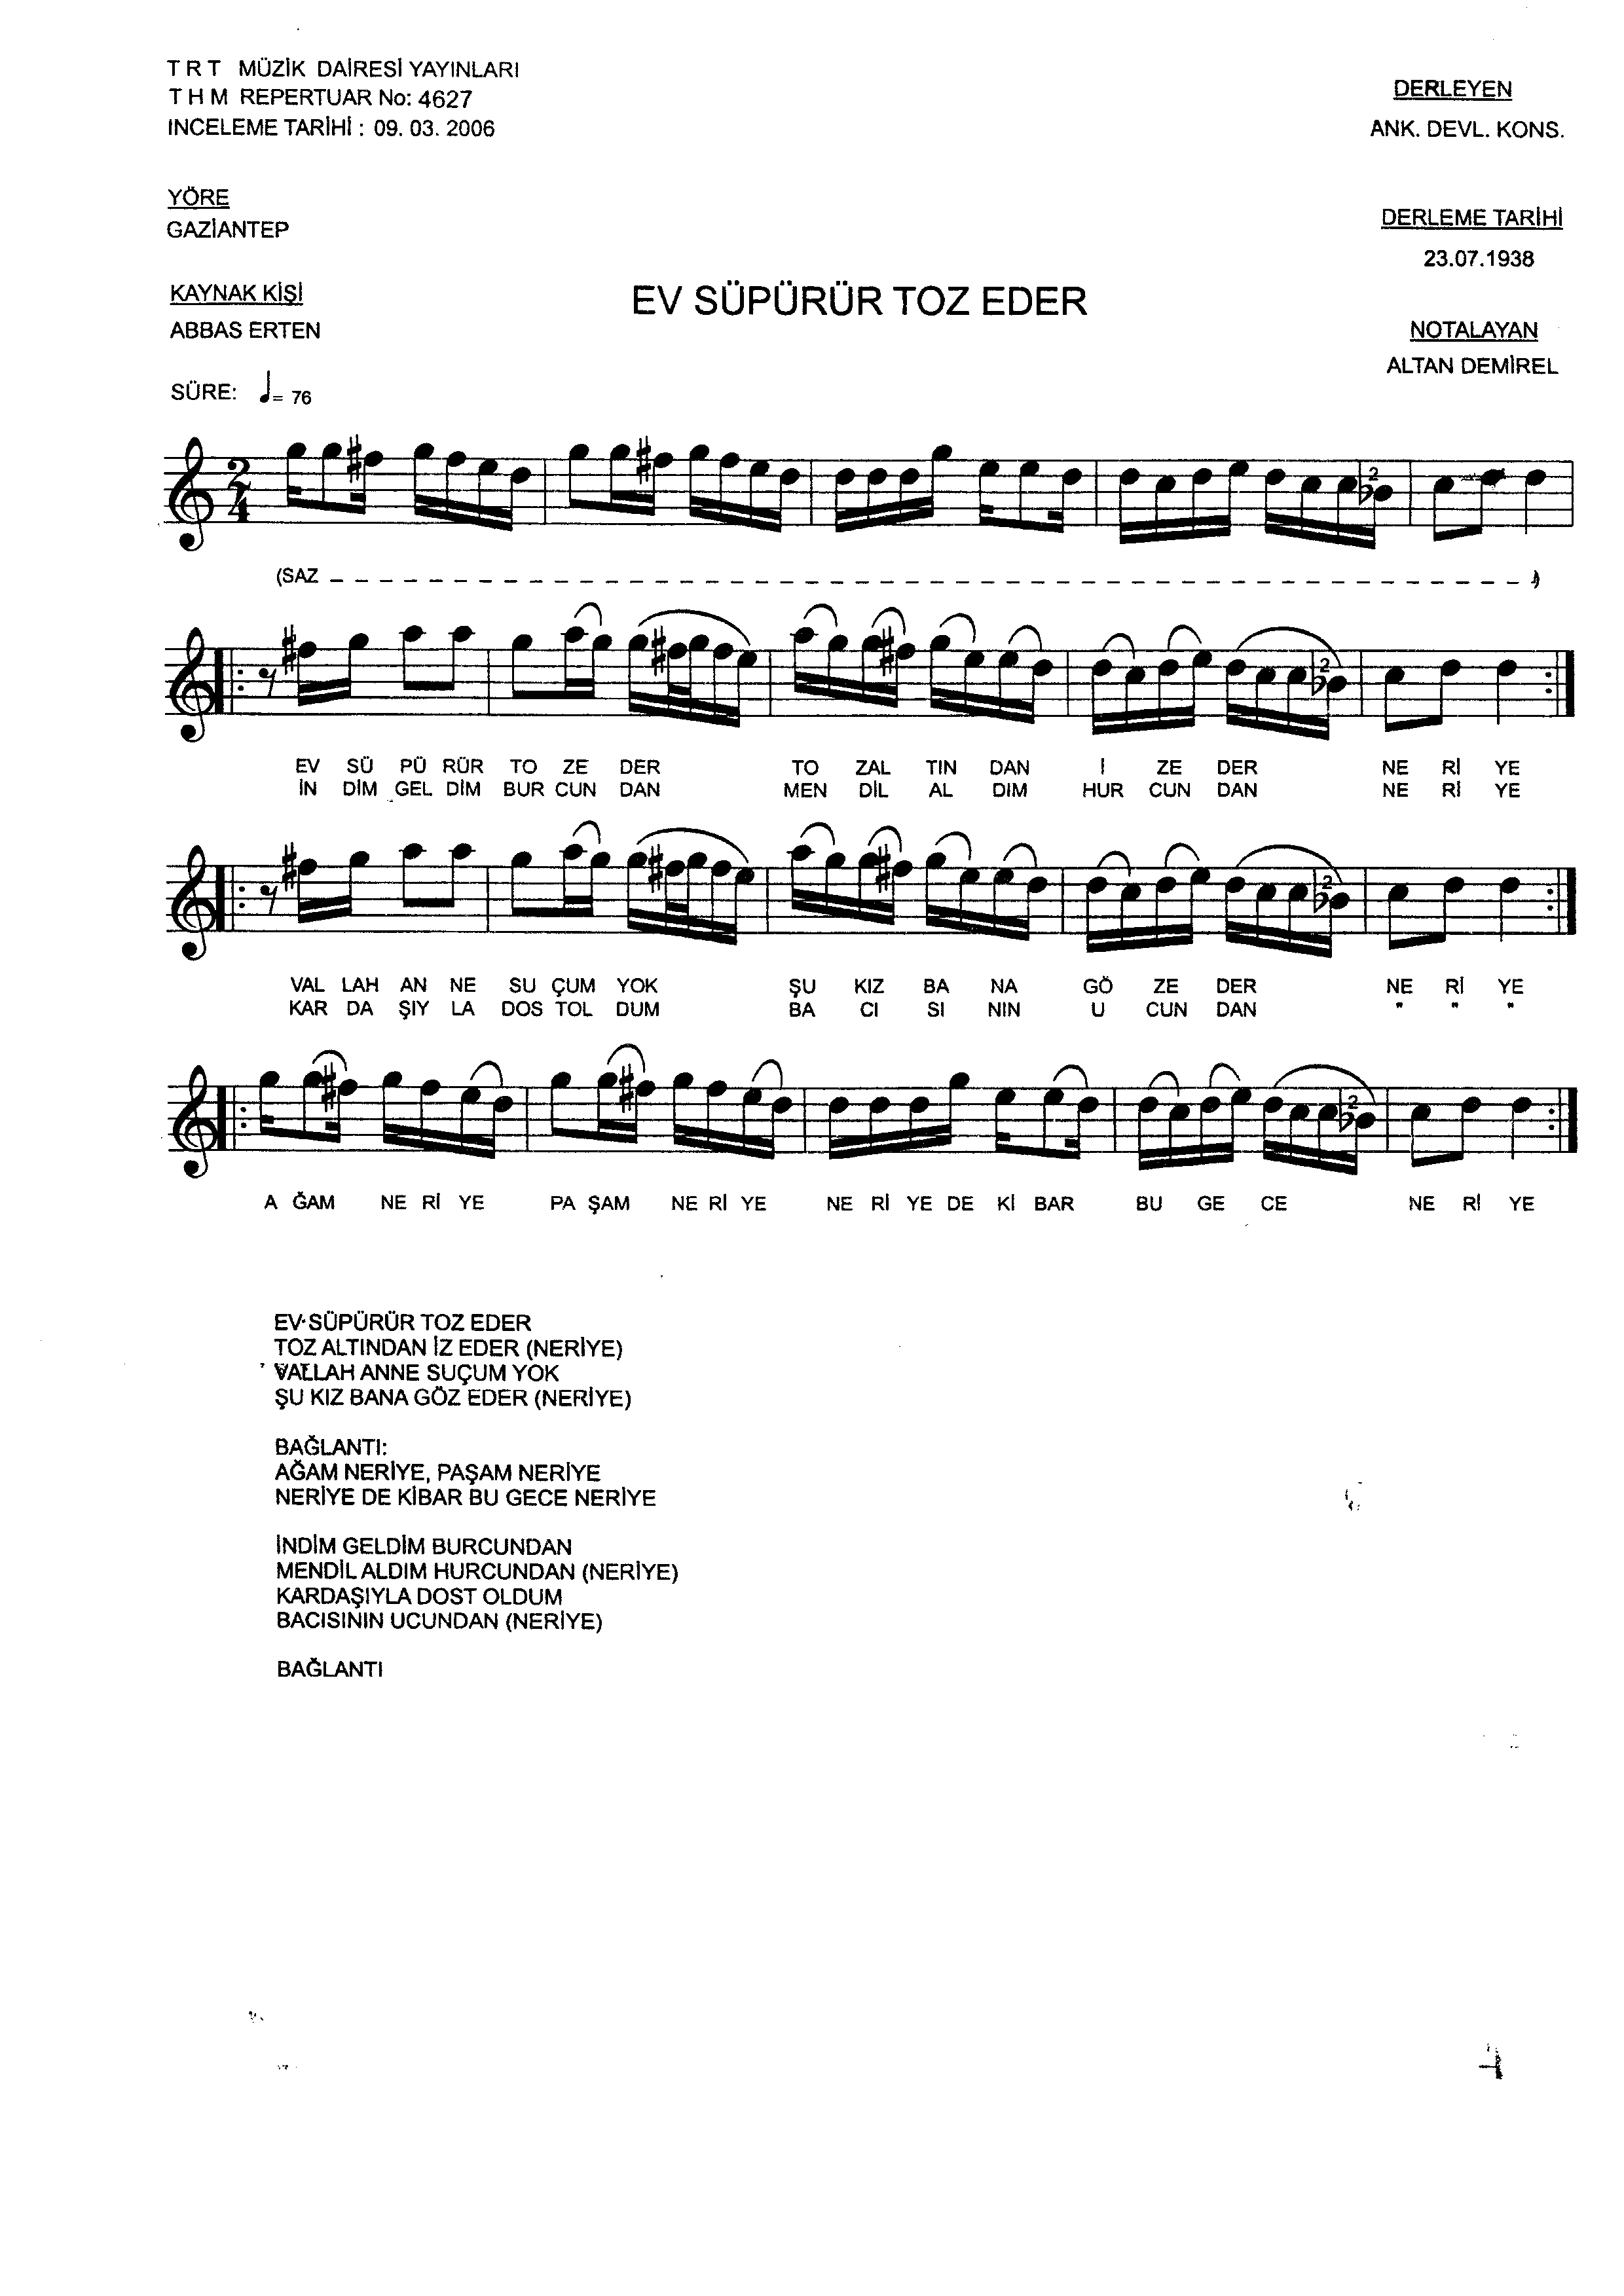 T R T MÜZİK DAİRESİ YAYINLARI
T H M REPERTUAR No: 4627
INCELEME TARİHİ : 09. 03. 2006
DERLEYEN
ANK. DEVL. KONS.
YÖRE
GAZİANTEP
DERLEME TARİHİ
23.07.1938
KAYNAK KİŞİ
ABBAS ERTEN
EV SÜPÜRÜR TOZ EDER
NOTALAYAN
ALTAN DEMİREL
SÜRE: ♩= 76
(SAZ _ _ _ _ _ _ _ _ _ _ _ _ _ _ _ _ _ _ _ _ )
EV SÜ PÜ RÜR TO ZE DER TO ZAL TIN DAN İ ZE DER NE Rİ YE
İN DİM GEL DİM BUR CUN DAN MEN DİL AL DIM HUR CUN DAN NE Rİ YE
VAL LAH AN NE SU ÇUM YOK ŞU KIZ BA NA GÖ ZE DER NE Rİ YE
KAR DA ŞIY LA DOS TOL DUM BA CI SI NIN U CUN DAN " " "
A ĞAM NE Rİ YE PA ŞAM NE Rİ YE NE Rİ YE DE Kİ BAR BU GE CE NE Rİ YE
EV SÜPÜRÜR TOZ EDER
TOZ ALTINDAN İZ EDER (NERİYE)
VALLAH ANNE SUÇUM YOK
ŞU KIZ BANA GÖZ EDER (NERİYE)
BAĞLANTI:
AĞAM NERİYE, PAŞAM NERİYE
NERİYE DE KİBAR BU GECE NERİYE
İNDİM GELDİM BURCUNDAN
MENDİL ALDIM HURCUNDAN (NERİYE)
KARDAŞIYLA DOST OLDUM
BACISININ UCUNDAN (NERİYE)
BAĞLANTI